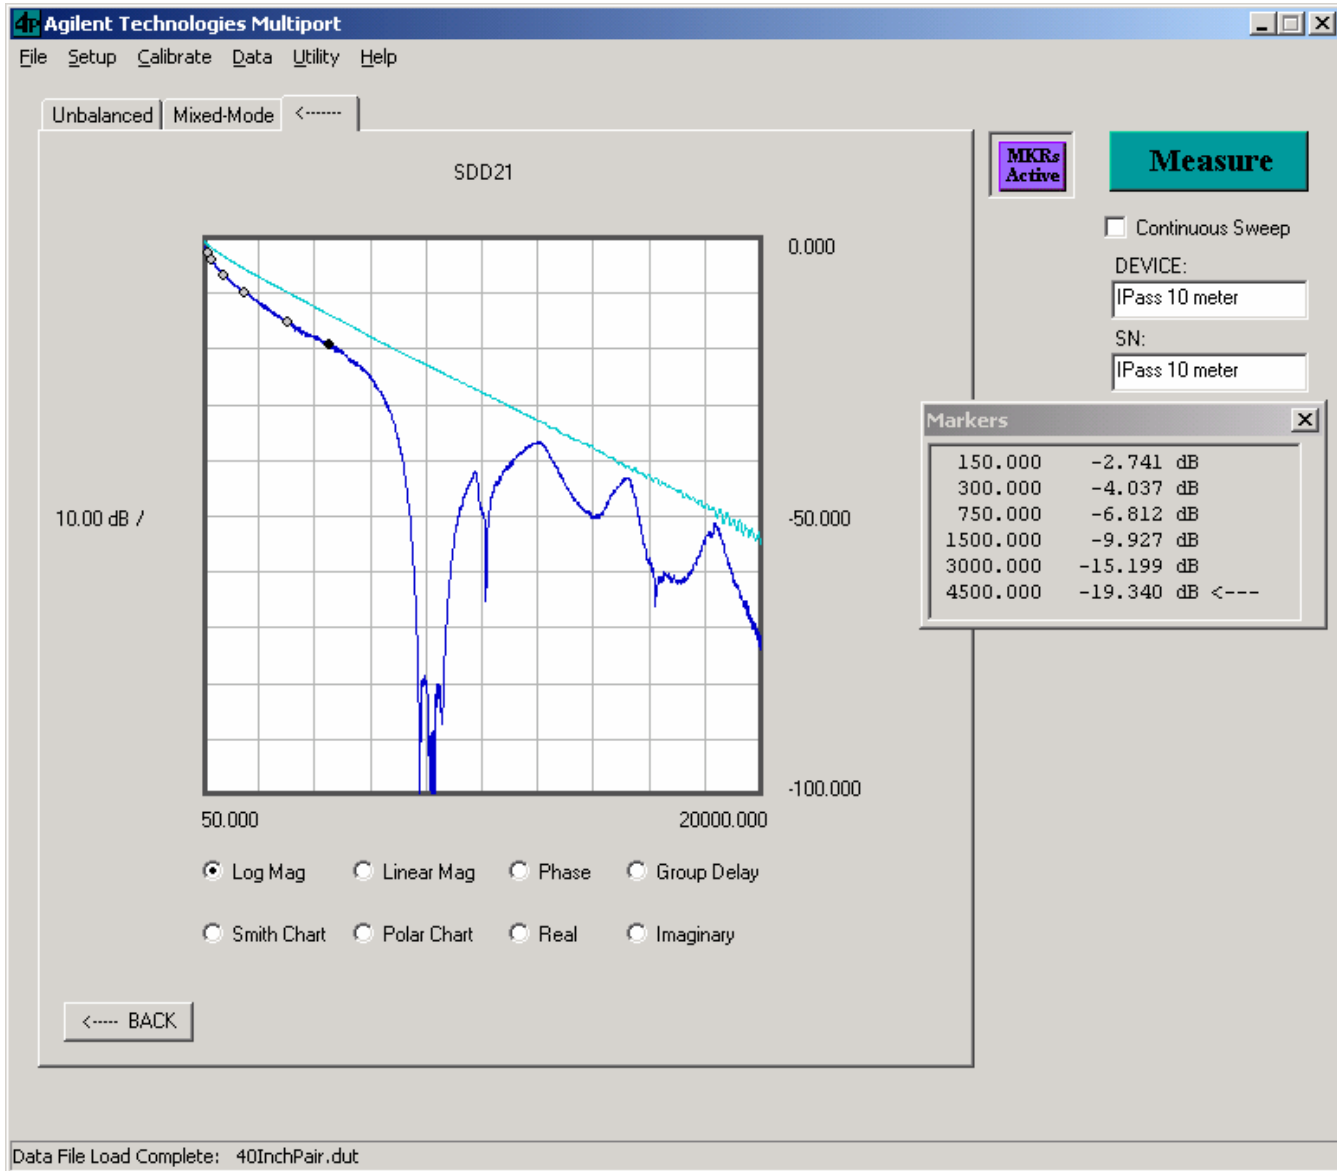 4P Agilent Technologies Multiport
File Setup Calibrate Data Utility Help
Unbalanced Mixed-Mode <-------
SDD21
MKRs
Active
Measure
Continuous Sweep
DEVICE:
IPass 10 meter
SN:
IPass 10 meter
0.000
10.00 dB /
-50.000
-100.000
50.000 20000.000
Markers
150.000 -2.741 dB
300.000 -4.037 dB
750.000 -6.812 dB
1500.000 -9.927 dB
3000.000 -15.199 dB
4500.000 -19.340 dB <---
Log Mag Linear Mag Phase Group Delay
Smith Chart Polar Chart Real Imaginary
<----- BACK
Data File Load Complete: 40InchPair.dut